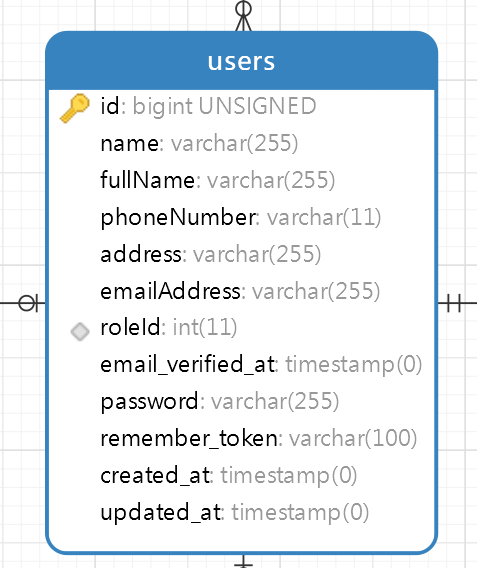 users
id: bigint UNSIGNED
name: varchar(255)
fullName: varchar(255)
phoneNumber: varchar(11)
address: varchar(255)
emailAddress: varchar(255)
roleId: int(11)
email_verified_at: timestamp(0)
password: varchar(255)
remember_token: varchar(100)
created_at: timestamp(0)
updated_at: timestamp(0)